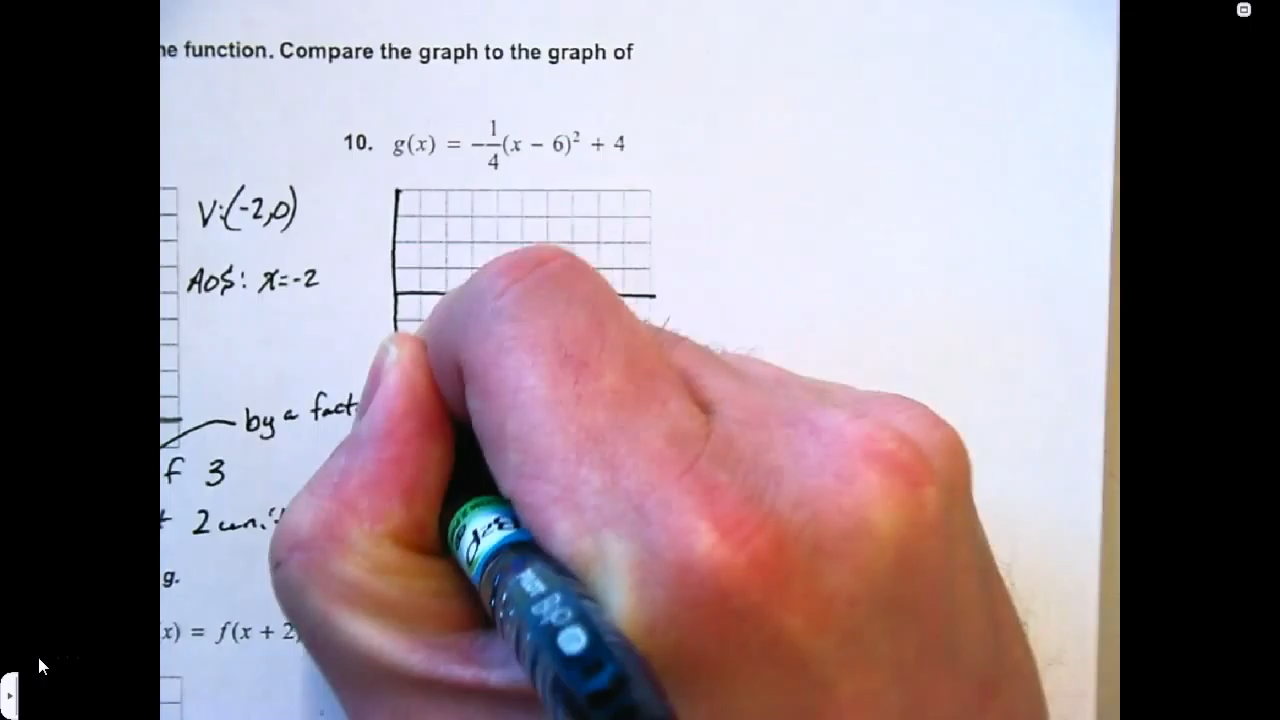 he function. Compare the graph to the graph of
10. g(x) = -1/4(x − 6)² + 4
V:(-2,0)
AOS: x=-2
by a fact
f 3
2 uni
g.
x) = f(x + 2)